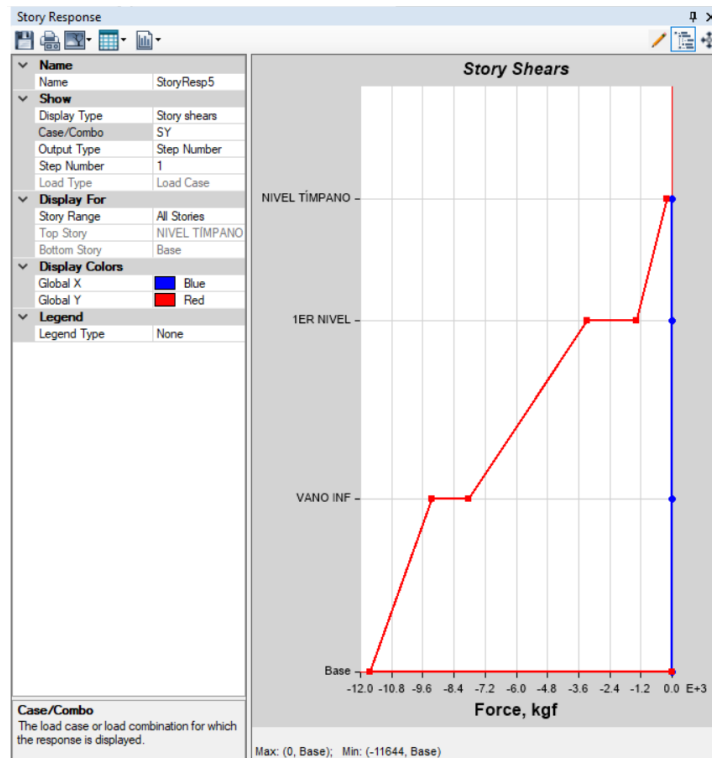 Story Response
Name
Name StoryResp5
Show
Display Type Story shears
Case/Combo SY
Output Type Step Number
Step Number 1
Load Type Load Case
Display For
Story Range All Stories
Top Story NIVEL TÍMPANO
Bottom Story Base
Display Colors
Global X Blue
Global Y Red
Legend
Legend Type None
Case/Combo
The load case or load combination for which
the response is displayed.
Story Shears
NIVEL TÍMPANO
1ER NIVEL
VANO INF
Base
-12.0 -10.8 -9.6 -8.4 -7.2 -6.0 -4.8 -3.6 -2.4 -1.2 0.0 E+3
Force, kgf
Max: (0, Base); Min: (-11644, Base)